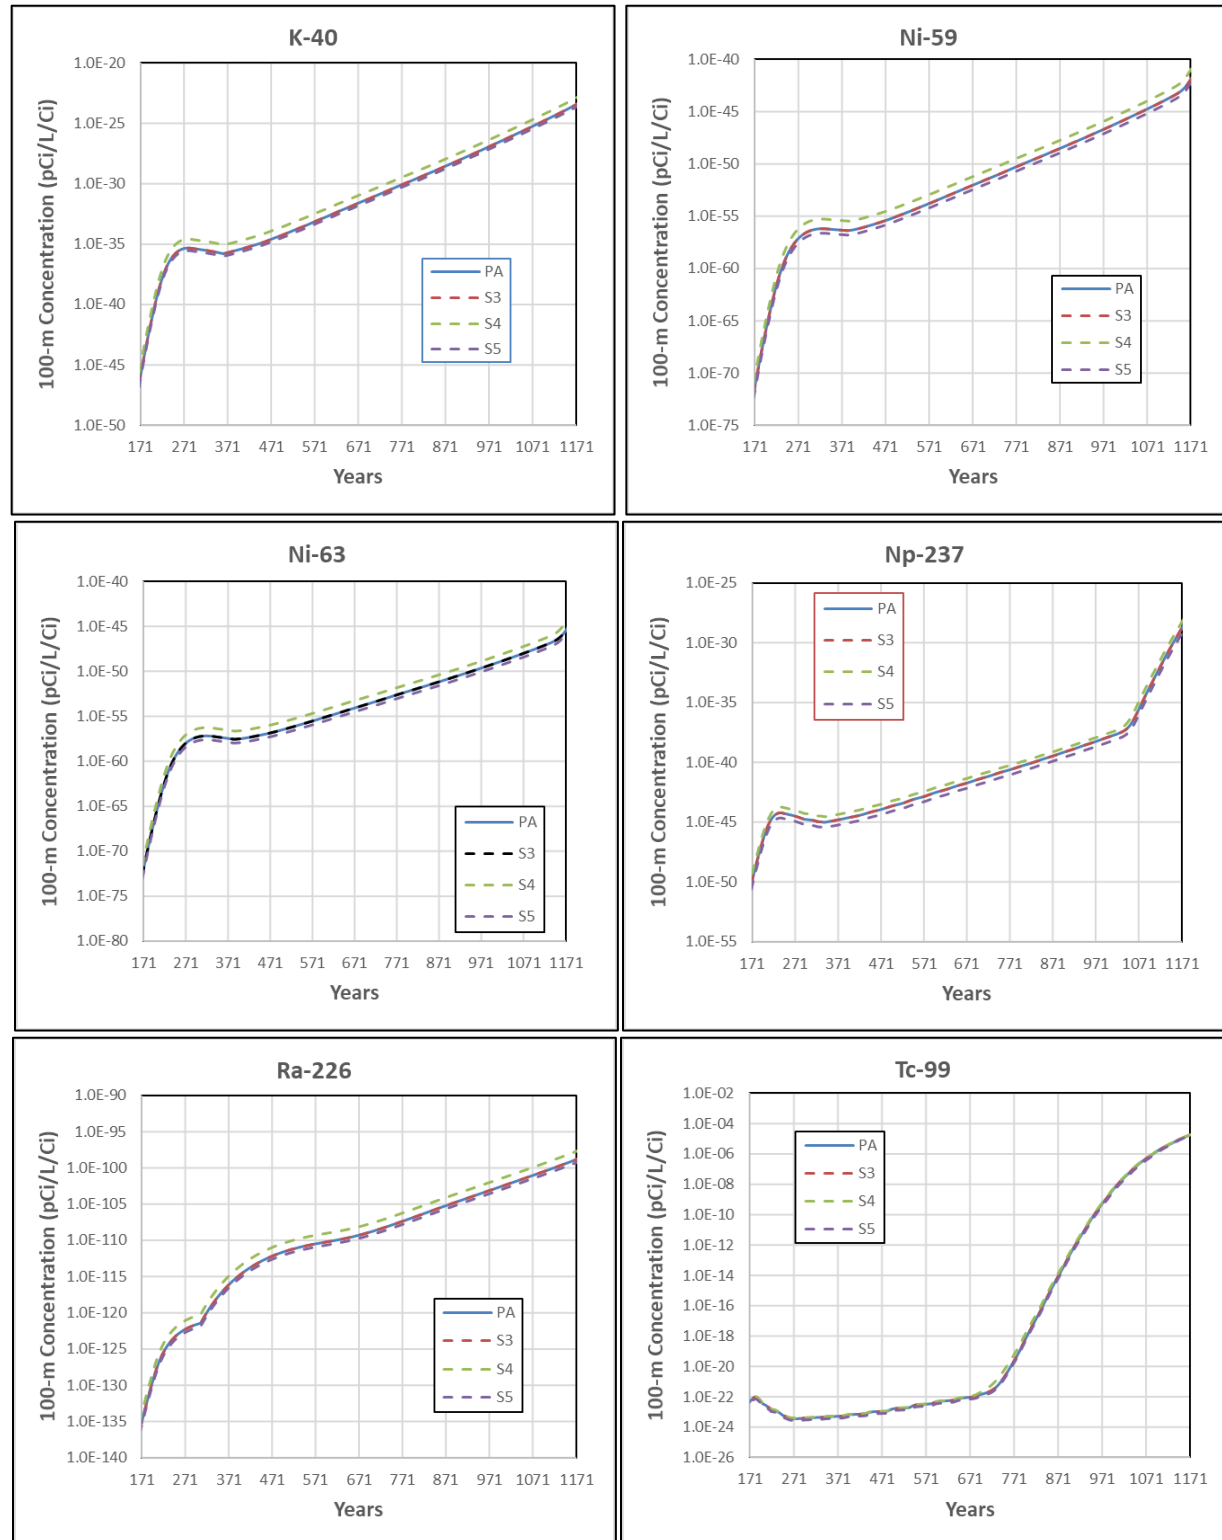 K-40
100-m Concentration (pCi/L/Ci)
1.0E-20
1.0E-25
1.0E-30
1.0E-35
1.0E-40
1.0E-45
1.0E-50
PA
S3
S4
S5
171 271 371 471 571 671 771 871 971 1071 1171
Years
Ni-59
100-m Concentration (pCi/L/Ci)
1.0E-40
1.0E-45
1.0E-50
1.0E-55
1.0E-60
1.0E-65
1.0E-70
1.0E-75
PA
S3
S4
S5
171 271 371 471 571 671 771 871 971 1071 1171
Years
Ni-63
100-m Concentration (pCi/L/Ci)
1.0E-40
1.0E-45
1.0E-50
1.0E-55
1.0E-60
1.0E-65
1.0E-70
1.0E-75
1.0E-80
PA
S3
S4
S5
171 271 371 471 571 671 771 871 971 1071 1171
Years
Np-237
100-m Concentration (pCi/L/Ci)
1.0E-25
1.0E-30
1.0E-35
1.0E-40
1.0E-45
1.0E-50
1.0E-55
PA
S3
S4
S5
171 271 371 471 571 671 771 871 971 1071 1171
Years
Ra-226
100-m Concentration (pCi/L/Ci)
1.0E-90
1.0E-95
1.0E-100
1.0E-105
1.0E-110
1.0E-115
1.0E-120
1.0E-125
1.0E-130
1.0E-135
1.0E-140
PA
S3
S4
S5
171 271 371 471 571 671 771 871 971 1071 1171
Years
Tc-99
100-m Concentration (pCi/L/Ci)
1.0E-02
1.0E-04
1.0E-06
1.0E-08
1.0E-10
1.0E-12
1.0E-14
1.0E-16
1.0E-18
1.0E-20
1.0E-22
1.0E-24
1.0E-26
PA
S3
S4
S5
171 271 371 471 571 671 771 871 971 1071 1171
Years